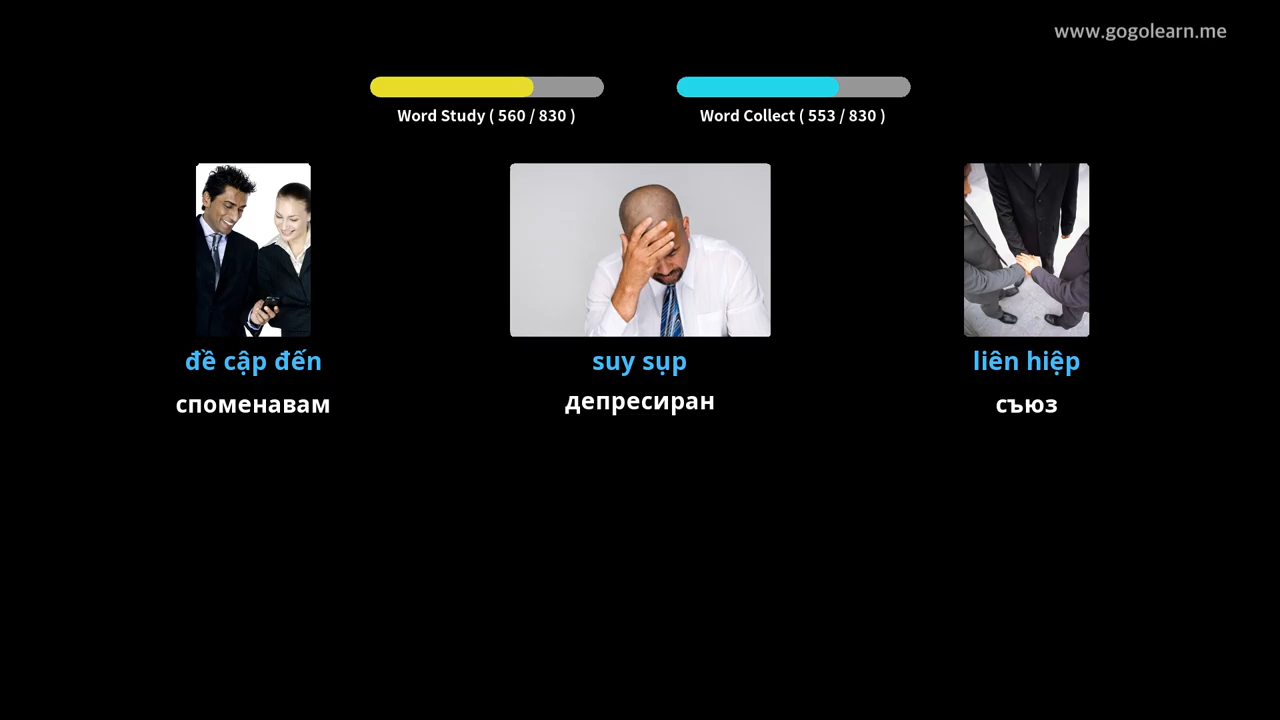 www.gogolearn.me
Word Study ( 560 / 830 )
Word Collect ( 553 / 830 )
đề cập đến
споменавам
suy sụp
депресиран
liên hiệp
съюз